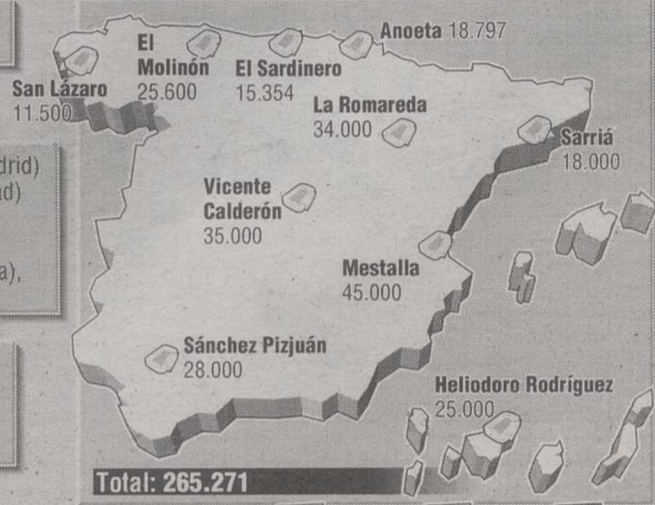 Anoeta 18.797
El
Molinón
25.600
El Sardinero
15.354
San Lázaro
11.500
La Romareda
34.000
Sarriá
18.000
drid)
ad)
Vicente
Calderón
35.000
a),
Mestalla
45.000
Sánchez Pizjuán
28.000
Heliodoro Rodríguez
25.000
Total: 265.271